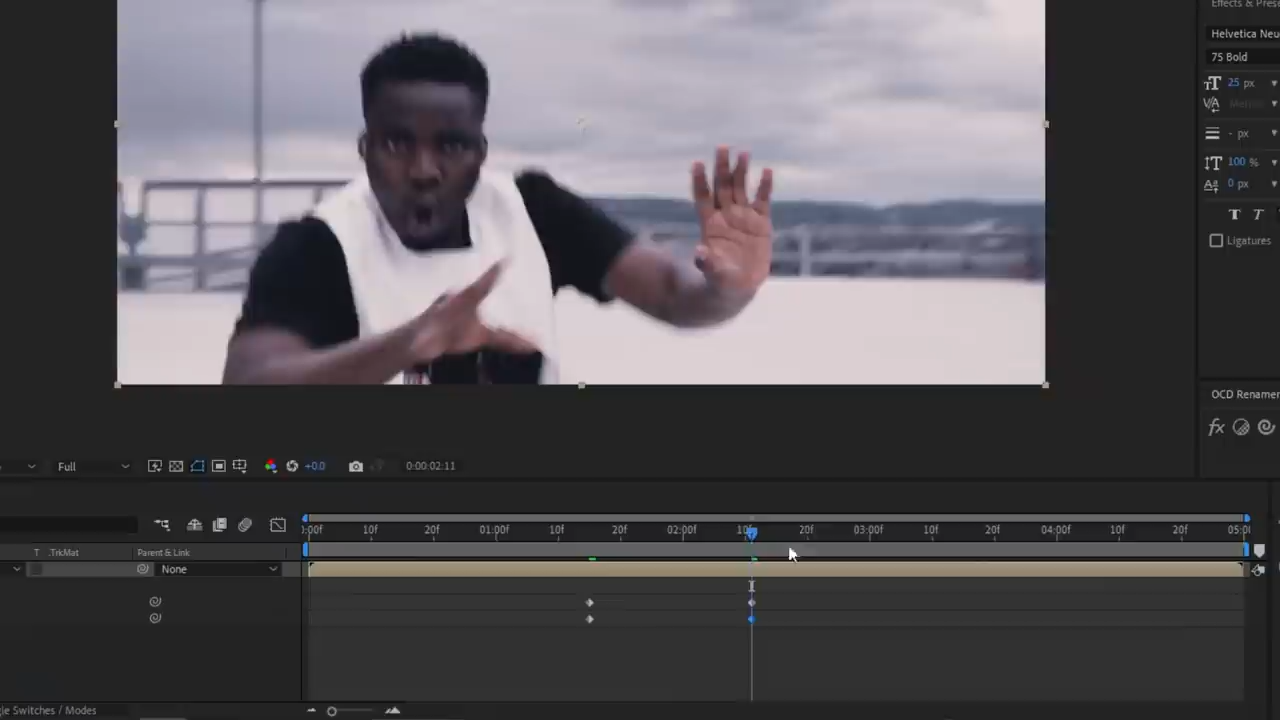 Effects & Prese
Helvetica Neu
75 Bold
25 px
- px
100 %
0 px
T T
Ligatures
OCD Renamer
fx
Full
+0.0
0:00:02:11
):00f 10f 20f 01:00f 10f 20f 02:00f 10f 20f 03:00f 10f 20f 04:00f 10f 20f 05:0(
T .TrkMat Parent & Link
None
gle Switches / Modes